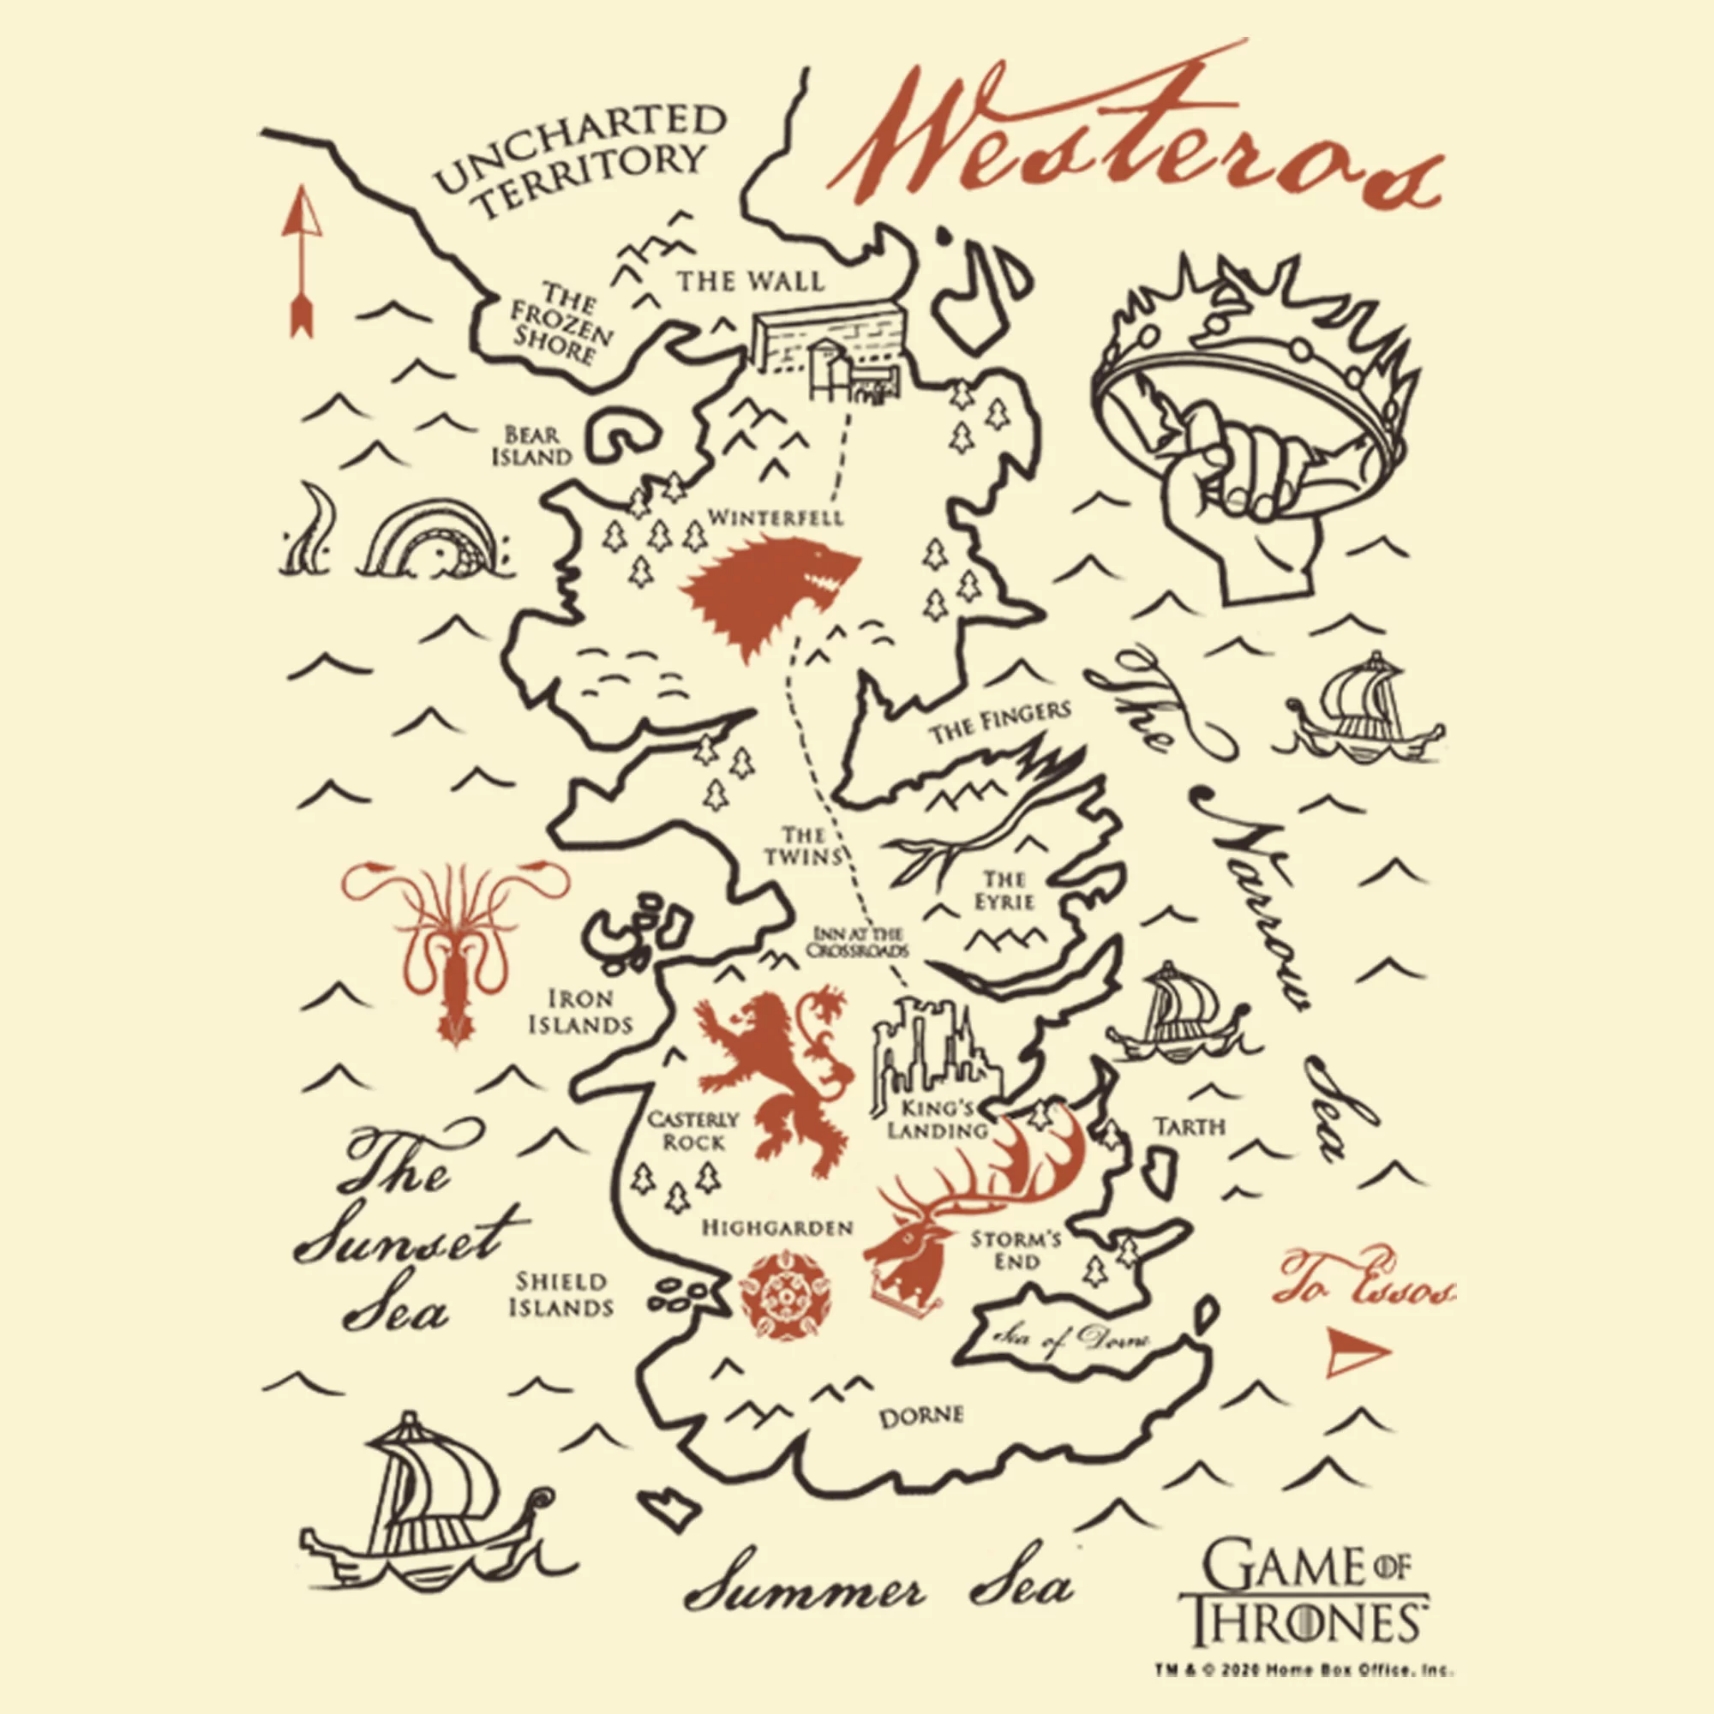 Westeros
UNCHARTED
TERRITORY
THE WALL
THE
FROZEN
SHORE
BEAR
ISLAND
WINTERFELL
THE FINGERS
The
Narrow
Sea
THE
TWINS
THE
EYRIE
INN AT THE
CROSSROADS
IRON
ISLANDS
CASTERLY
ROCK
KING'S
LANDING
TARTH
The
Sunset
Sea
HIGHGARDEN
STORM'S
END
SHIELD
ISLANDS
To Essos
Sea of Dorne
DORNE
Summer Sea
GAME OF
THRONES
TM & © 2020 Home Box Office, Inc.